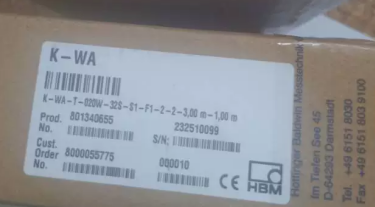 K-WA
K-WA-T-020W-32S-S1-F1-2-2-3,00 m-1,00 m
Prod. No. 801340655
S/N: 232510099
Cust. Order No. 8000055775
000010
CE HBM
Hottinger Baldwin Messtechnik
Im Tiefen See 45
D-64293 Darmstadt
Tel. +49 6151 8030
Fax +49 6151 803 9100